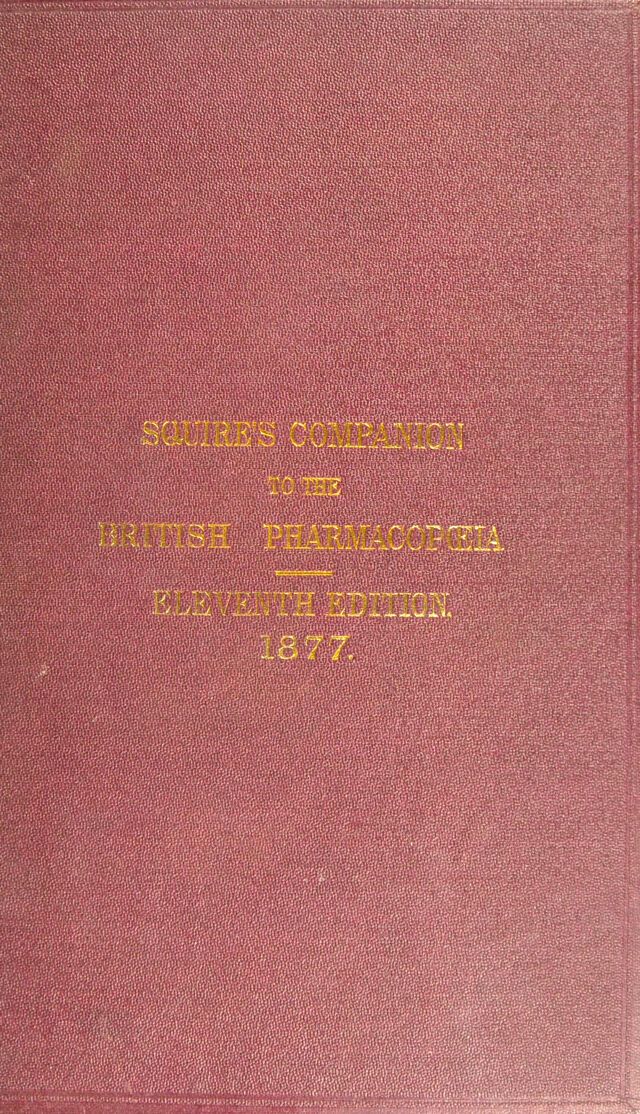 SQUIRE'S COMPANION
TO THE
BRITISH PHARMACOPŒIA
ELEVENTH EDITION.
1877.